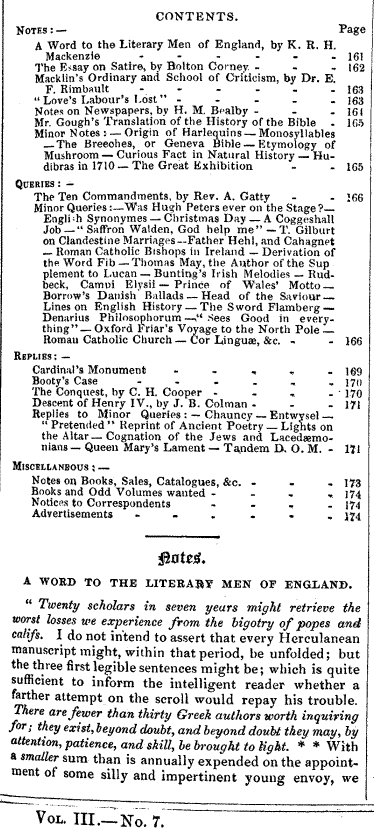 CONTENTS.
NOTES:— Page
A Word to the Literary Men of England, by K. R. H.
Mackenzie - - - - - - 161
The Essay on Satire, by Bolton Corney - - - 162
Macklin's Ordinary and School of Criticism, by Dr. E.
F. Rimbault - - - - - 163
"Love's Labour's Lost" - - - - 163
Notes on Newspapers, by H. M. Bealby - - - 164
Mr. Gough's Translation of the History of the Bible - 165
Minor Notes:—Origin of Harlequins—Monosyllables
—The Breeches, or Geneva Bible—Etymology of
Mushroom—Curious Fact in Natural History—Hu-
dibras in 1710—The Great Exhibition - - 165
QUERIES:—
The Ten Commandments, by Rev. A. Gatty - - 166
Minor Queries:—Was Hugh Peters ever on the Stage?—
English Synonymes—Christmas Day—A Coggeshall
Job—"Saffron Walden, God help me"—T. Gilburt
on Clandestine Marriages—Father Hehl, and Cahagnet
—Roman Catholic Bishops in Ireland—Derivation of
the Word Fib—Thomas May, the Author of the Sup
plement to Lucan—Bunting's Irish Melodies—Rud-
beck, Campi Elysii—Prince of Wales' Motto—
Borrow's Danish Ballads—Head of the Saviour—
Lines on English History—The Sword Flamberg—
Denarius Philosophorum—"Sees Good in every-
thing"—Oxford Friar's Voyage to the North Pole—
Roman Catholic Church—Cor Linguæ, &c. - - 166
REPLIES:—
Cardinal's Monument - - - - 169
Booty's Case - - - - - 170
The Conquest, by C. H. Cooper - - - - 170
Descent of Henry IV., by J. B. Colman - - - 171
Replies to Minor Queries:—Chauncy—Entwysel—
"Pretended" Reprint of Ancient Poetry—Lights on
the Altar—Cognation of the Jews and Lacedæmo-
nians—Queen Mary's Lament—Tandem D. O. M. - 171
MISCELLANEOUS:—
Notes on Books, Sales, Catalogues, &c. - - - 173
Books and Odd Volumes wanted - - - - 174
Notices to Correspondents - - - - 174
Advertisements - - - - - 174
Notes.
A WORD TO THE LITERARY MEN OF ENGLAND.
"Twenty scholars in seven years might retrieve the
worst losses we experience from the bigotry of popes and
califs. I do not intend to assert that every Herculanean
manuscript might, within that period, be unfolded; but
the three first legible sentences might be; which is quite
sufficient to inform the intelligent reader whether a
farther attempt on the scroll would repay his trouble.
There are fewer than thirty Greek authors worth inquiring
for; they exist, beyond doubt, and beyond doubt they may, by
attention, patience, and skill, be brought to light. * * With
a smaller sum than is annually expended on the appoint-
ment of some silly and impertinent young envoy, we
VOL. III.—No. 7.